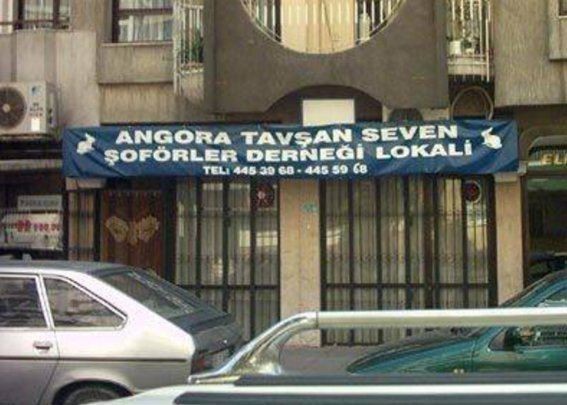 ANGORA TAVŞAN SEVEN
ŞOFÖRLER DERNEĞİ LOKALİ
TEL: 445 39 68 - 445 59 68